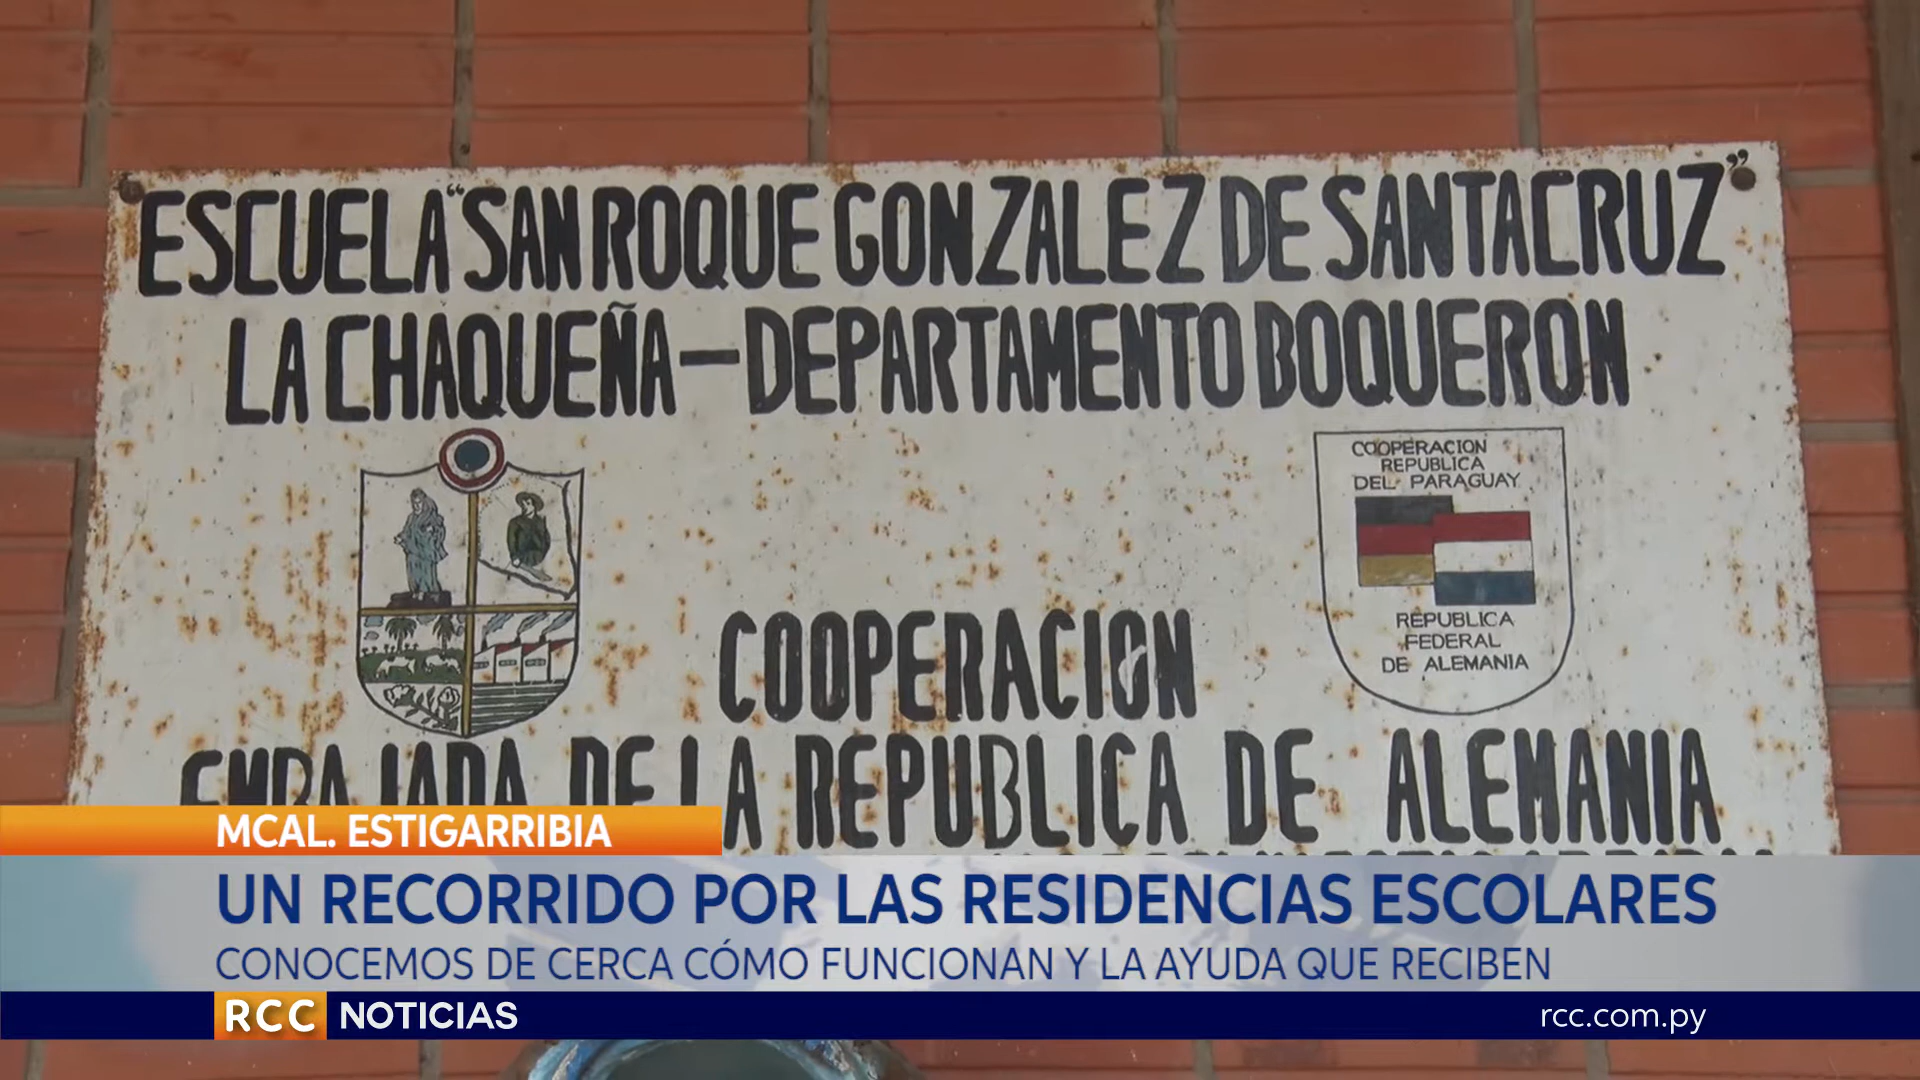 ESCUELA "SAN ROQUE GONZALEZ DE SANTACRUZ"
LA CHAQUEÑA — DEPARTAMENTO BOQUERON
COOPERACION
REPUBLICA
DEL PARAGUAY
REPUBLICA
FEDERAL
DE ALEMANIA
COOPERACION
EMBAJADA DE LA REPUBLICA DE ALEMANIA
MCAL. ESTIGARRIBIA
UN RECORRIDO POR LAS RESIDENCIAS ESCOLARES
CONOCEMOS DE CERCA CÓMO FUNCIONAN Y LA AYUDA QUE RECIBEN
RCC NOTICIAS
rcc.com.py